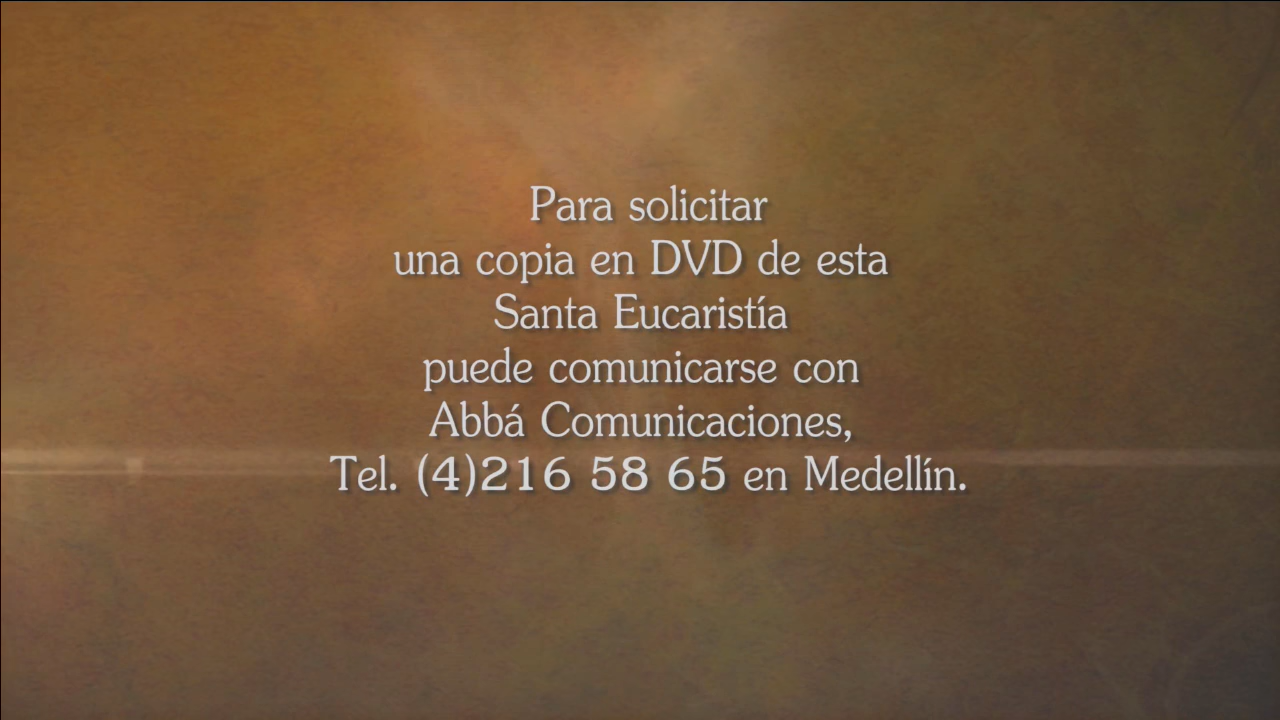 Para solicitar
una copia en DVD de esta
Santa Eucaristía
puede comunicarse con
Abbá Comunicaciones,
Tel. (4)216 58 65 en Medellín.